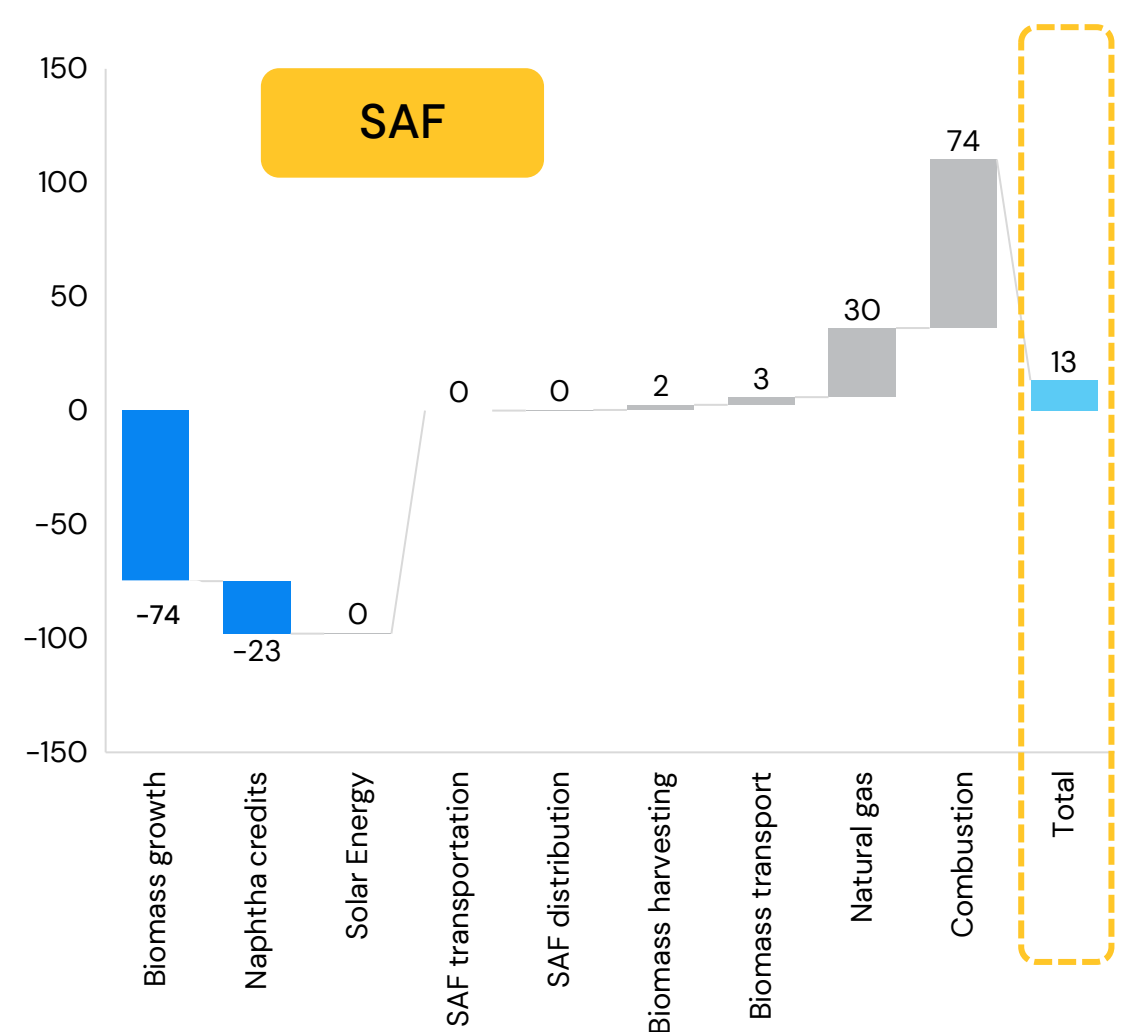 SAF
150
100
50
0
-50
-100
-150
-74
-23
0
0
0
2
3
30
74
13
Biomass growth
Naphtha credits
Solar Energy
SAF transportation
SAF distribution
Biomass harvesting
Biomass transport
Natural gas
Combustion
Total